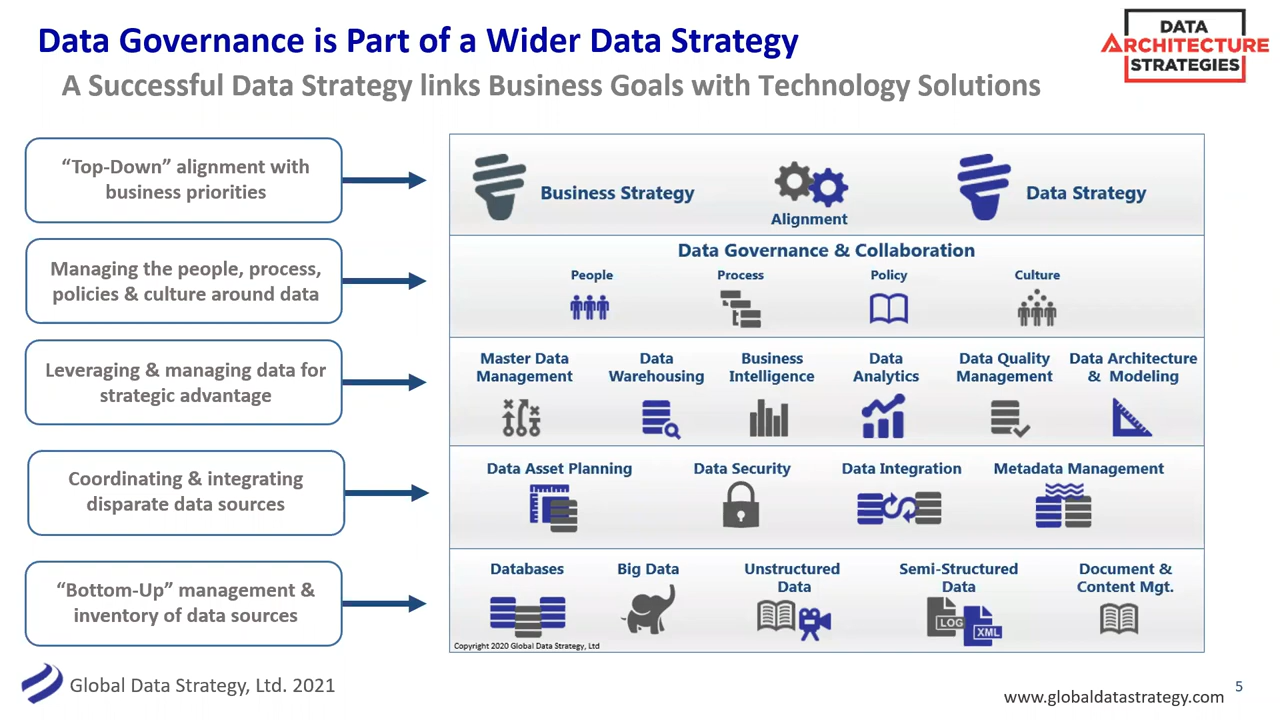 Data Governance is Part of a Wider Data Strategy
A Successful Data Strategy links Business Goals with Technology Solutions
DATA
ARCHITECTURE
STRATEGIES
“Top-Down” alignment with
business priorities
Business Strategy
Alignment
Data Strategy
Managing the people, process,
policies & culture around data
Data Governance & Collaboration
People
Process
Policy
Culture
Leveraging & managing data for
strategic advantage
Master Data
Management
Data
Warehousing
Business
Intelligence
Data
Analytics
Data Quality
Management
Data Architecture
& Modeling
Coordinating & integrating
disparate data sources
Data Asset Planning
Data Security
Data Integration
Metadata Management
“Bottom-Up” management &
inventory of data sources
Databases
Big Data
Unstructured
Data
Semi-Structured
Data
LOG
XML
Document &
Content Mgt.
Copyright 2020 Global Data Strategy, Ltd
Global Data Strategy, Ltd. 2021
www.globaldatastrategy.com
5